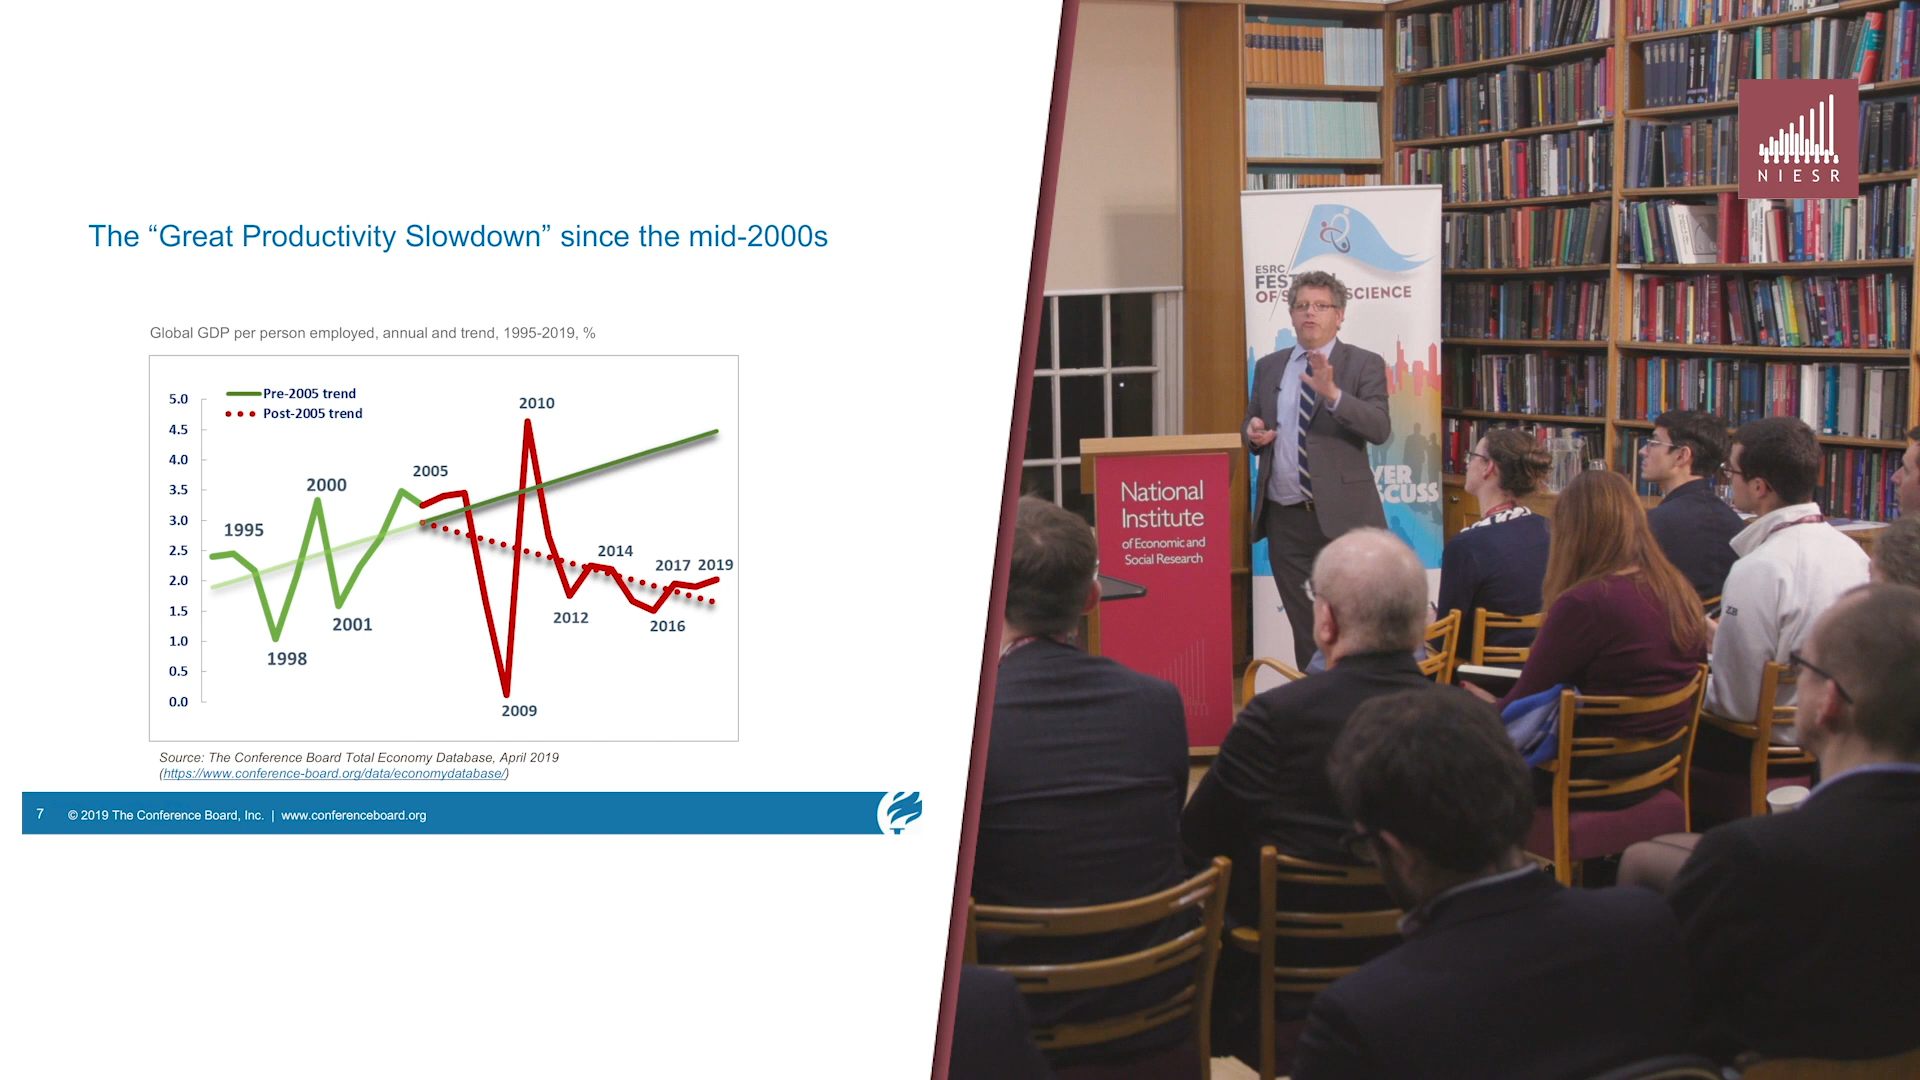 The “Great Productivity Slowdown” since the mid-2000s
Global GDP per person employed, annual and trend, 1995-2019, %
Pre-2005 trend
Post-2005 trend
5.0
4.5
4.0
3.5
3.0
2.5
2.0
1.5
1.0
0.5
0.0
1995
1998
2000
2001
2005
2009
2010
2012
2014
2016
2017
2019
Source: The Conference Board Total Economy Database, April 2019
(https://www.conference-board.org/data/economydatabase/)
7 © 2019 The Conference Board, Inc. | www.conferenceboard.org
NIESR
ESRC
OF SCIENCE
National
Institute
of Economic and
Social Research